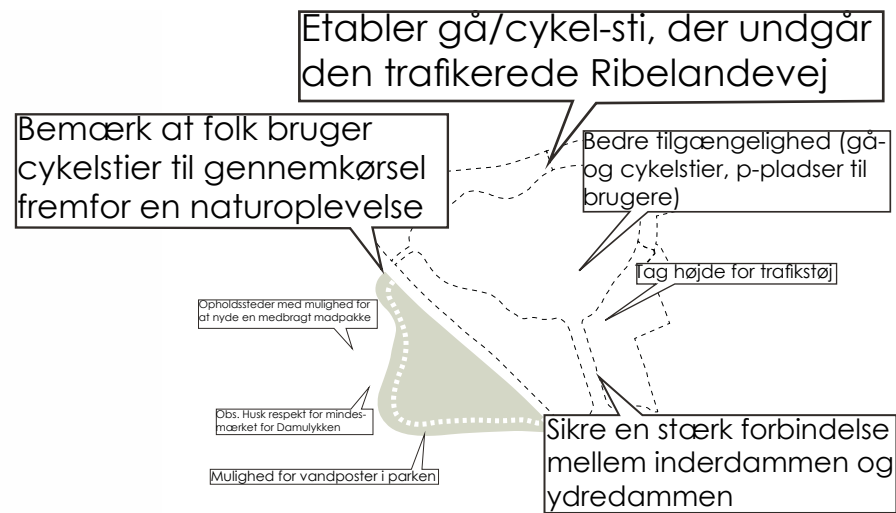 Etabler gå/cykel-sti, der undgår
den trafikerede Ribelandevej
Bemærk at folk bruger
cykelstier til gennemkørsel
fremfor en naturoplevelse
Bedre tilgængelighed (gå-
og cykelstier, p-pladser til
brugere)
Tag højde for trafikstøj
Opholdssteder med mulighed for
at nyde en medbragt madpakke
Obs. Husk respekt for mindes-
mærket for Damulykken
Mulighed for vandposter i parken
Sikre en stærk forbindelse
mellem inderdammen og
ydredammen